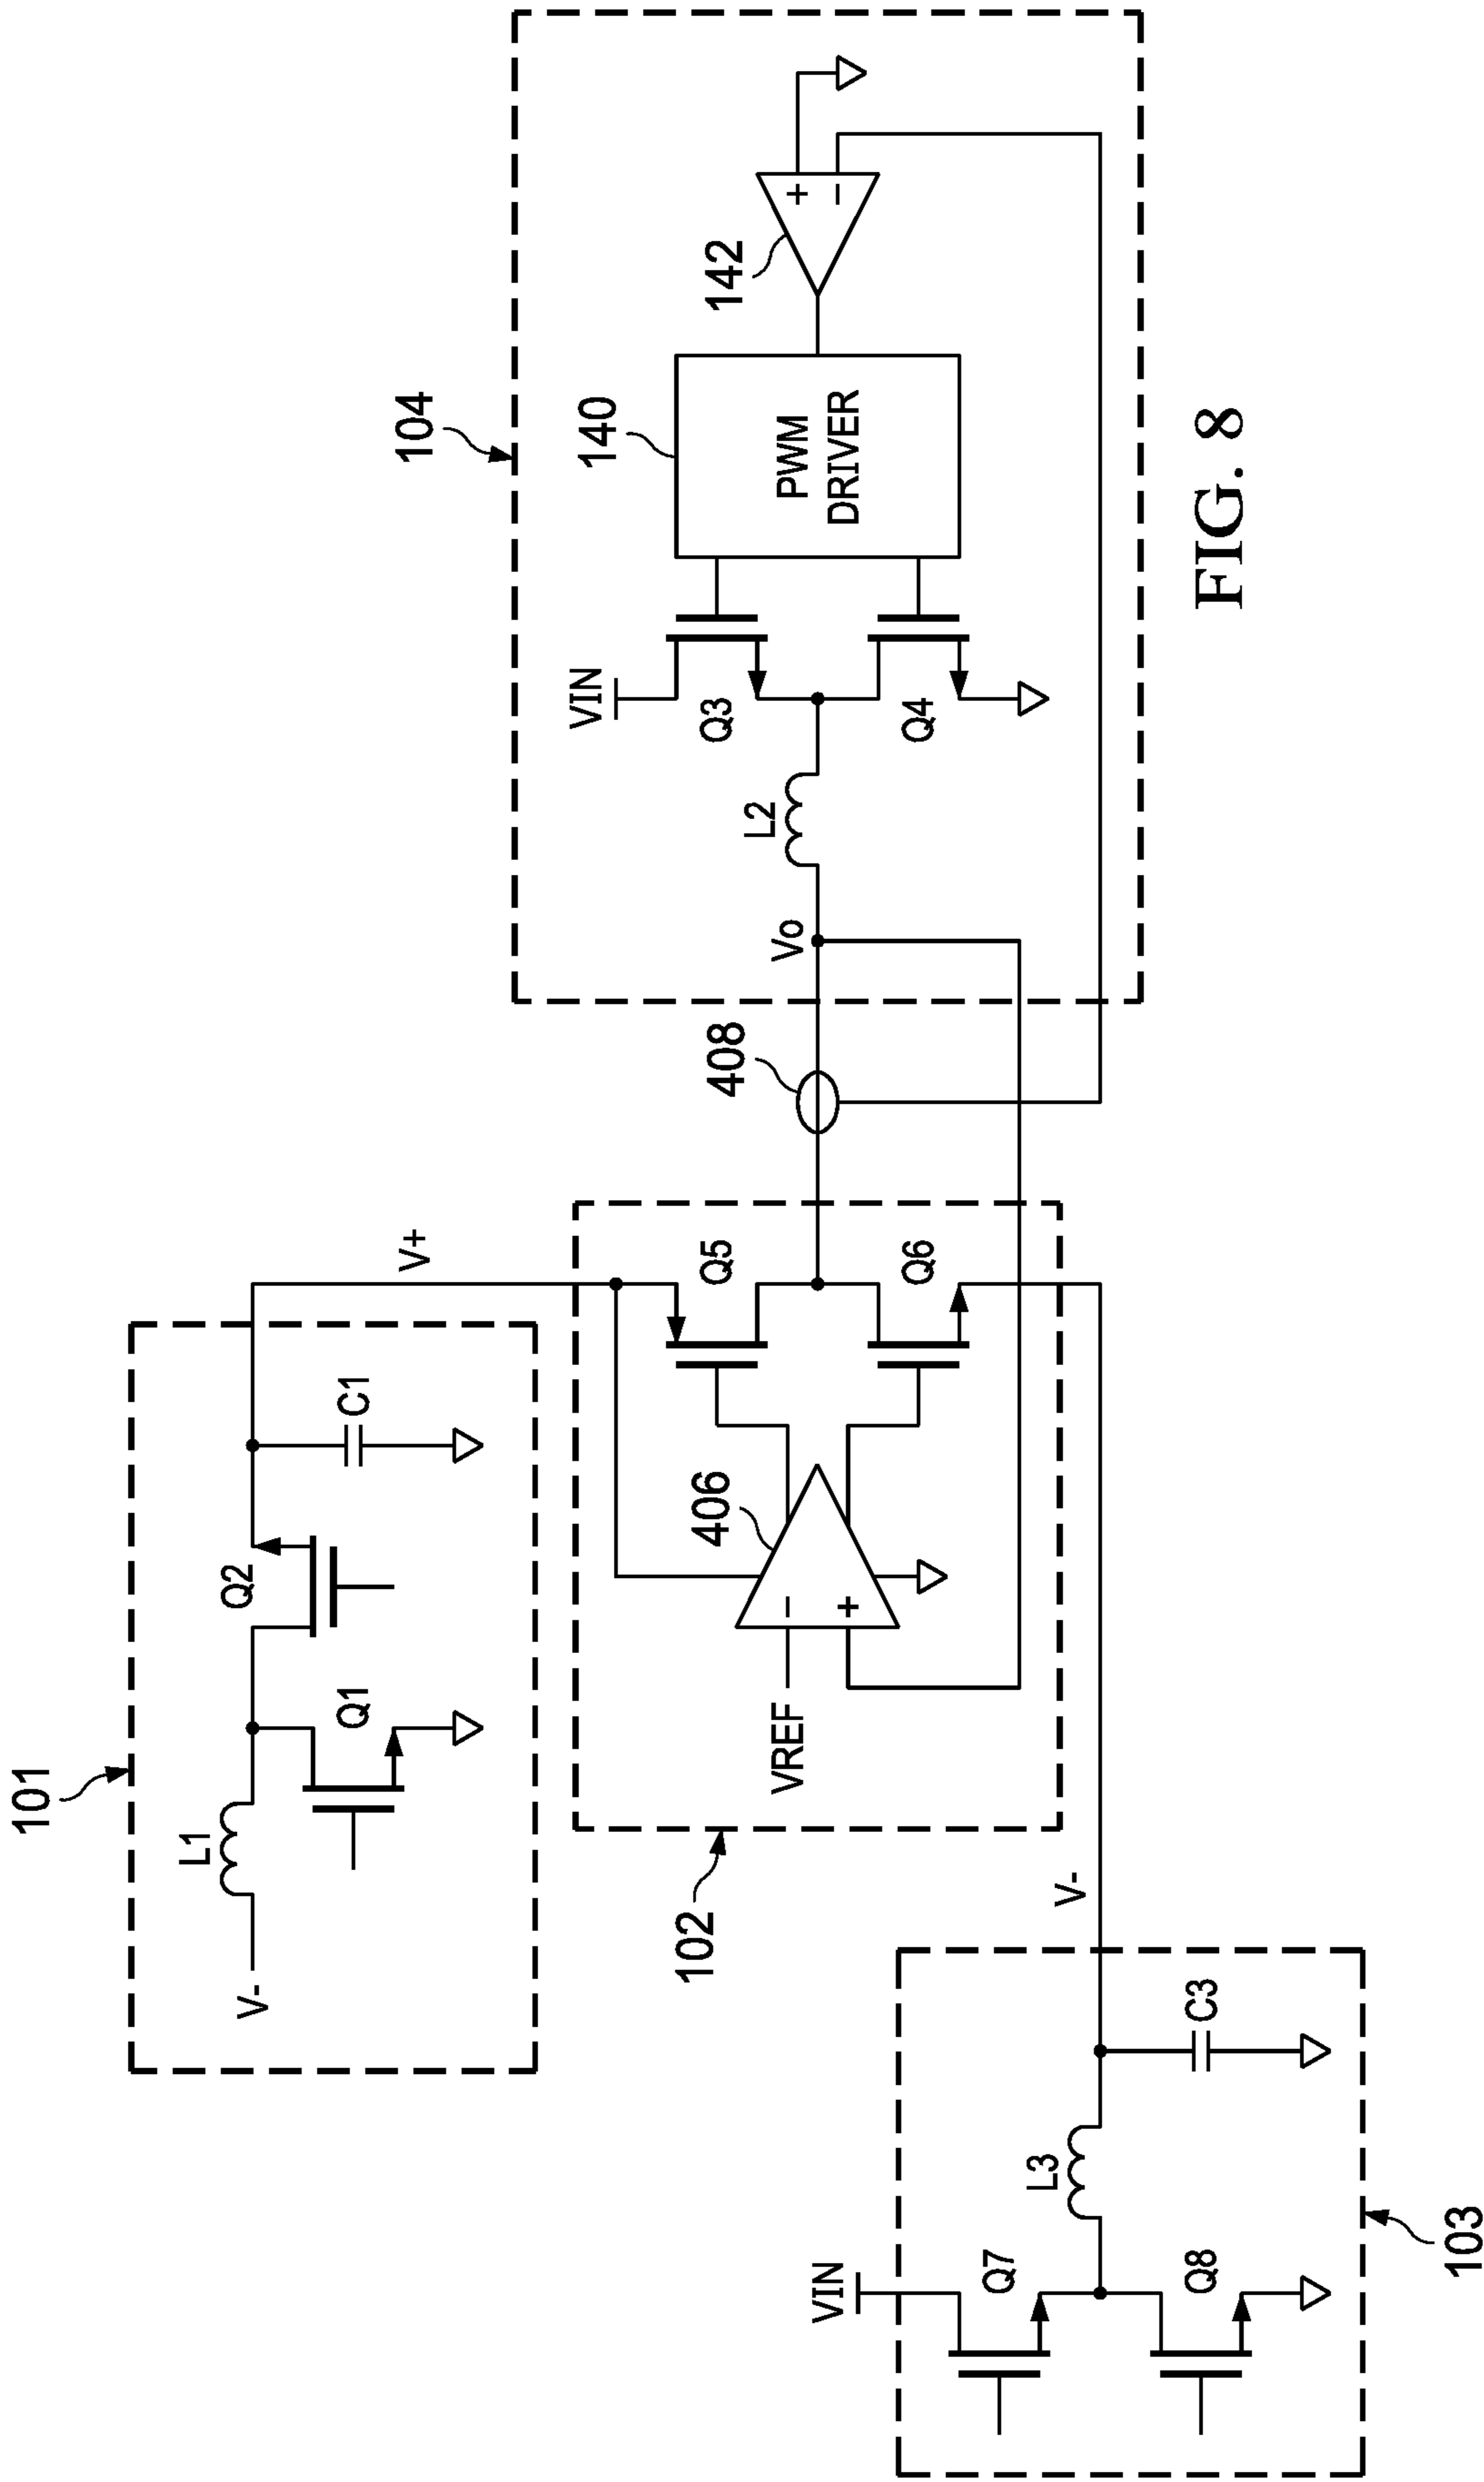 101
V-
L1
Q1
Q2
C1
V+
102
VREF
406
-
+
Q5
Q6
408
Vo
L2
104
VIN
Q3
Q4
140
PWM
DRIVER
142
+
-
103
VIN
Q7
Q8
L3
C3
V-
FIG. 8